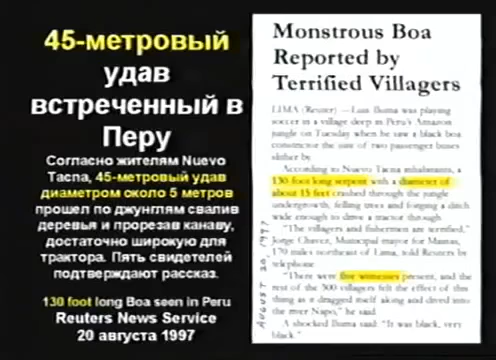 45-метровый
удав
встреченный в
Перу
Согласно жителям Nuevo
Tacna, 45-метровый удав
диаметром около 5 метров
прошел по джунглям свалив
деревья и прорезав канаву,
достаточно широкую для
трактора. Пять свидетелей
подтверждают рассказ.
130 foot long Boa seen in Peru
Reuters News Service
20 августа 1997
Monstrous Boa
Reported by
Terrified Villagers
LIMA (Reuter) — Luis Buma was playing
soccer in a village deep in Peru's Amazon
jungle on Tuesday when he saw a black boa
constrictor the size of two passenger buses
slither by.
According to Nuevo Tacna inhabitants, a
130 foot long serpent with a diameter of
about 15 feet crashed through the jungle
undergrowth, felling trees and forging a ditch
wide enough to drive a tractor through.
"The villagers and fishermen are terrified,"
Jorge Chavez, Municipal mayor for
170 miles northeast of Lima, told Reuters by
telephone.
"There were five witnesses present, and the
rest of the 300 villagers felt the effect of this
thing as it dragged itself along and dived into
the river Napo," he said.
A shocked Buma said: "It was black, very
black."
AUGUST 20, 1997